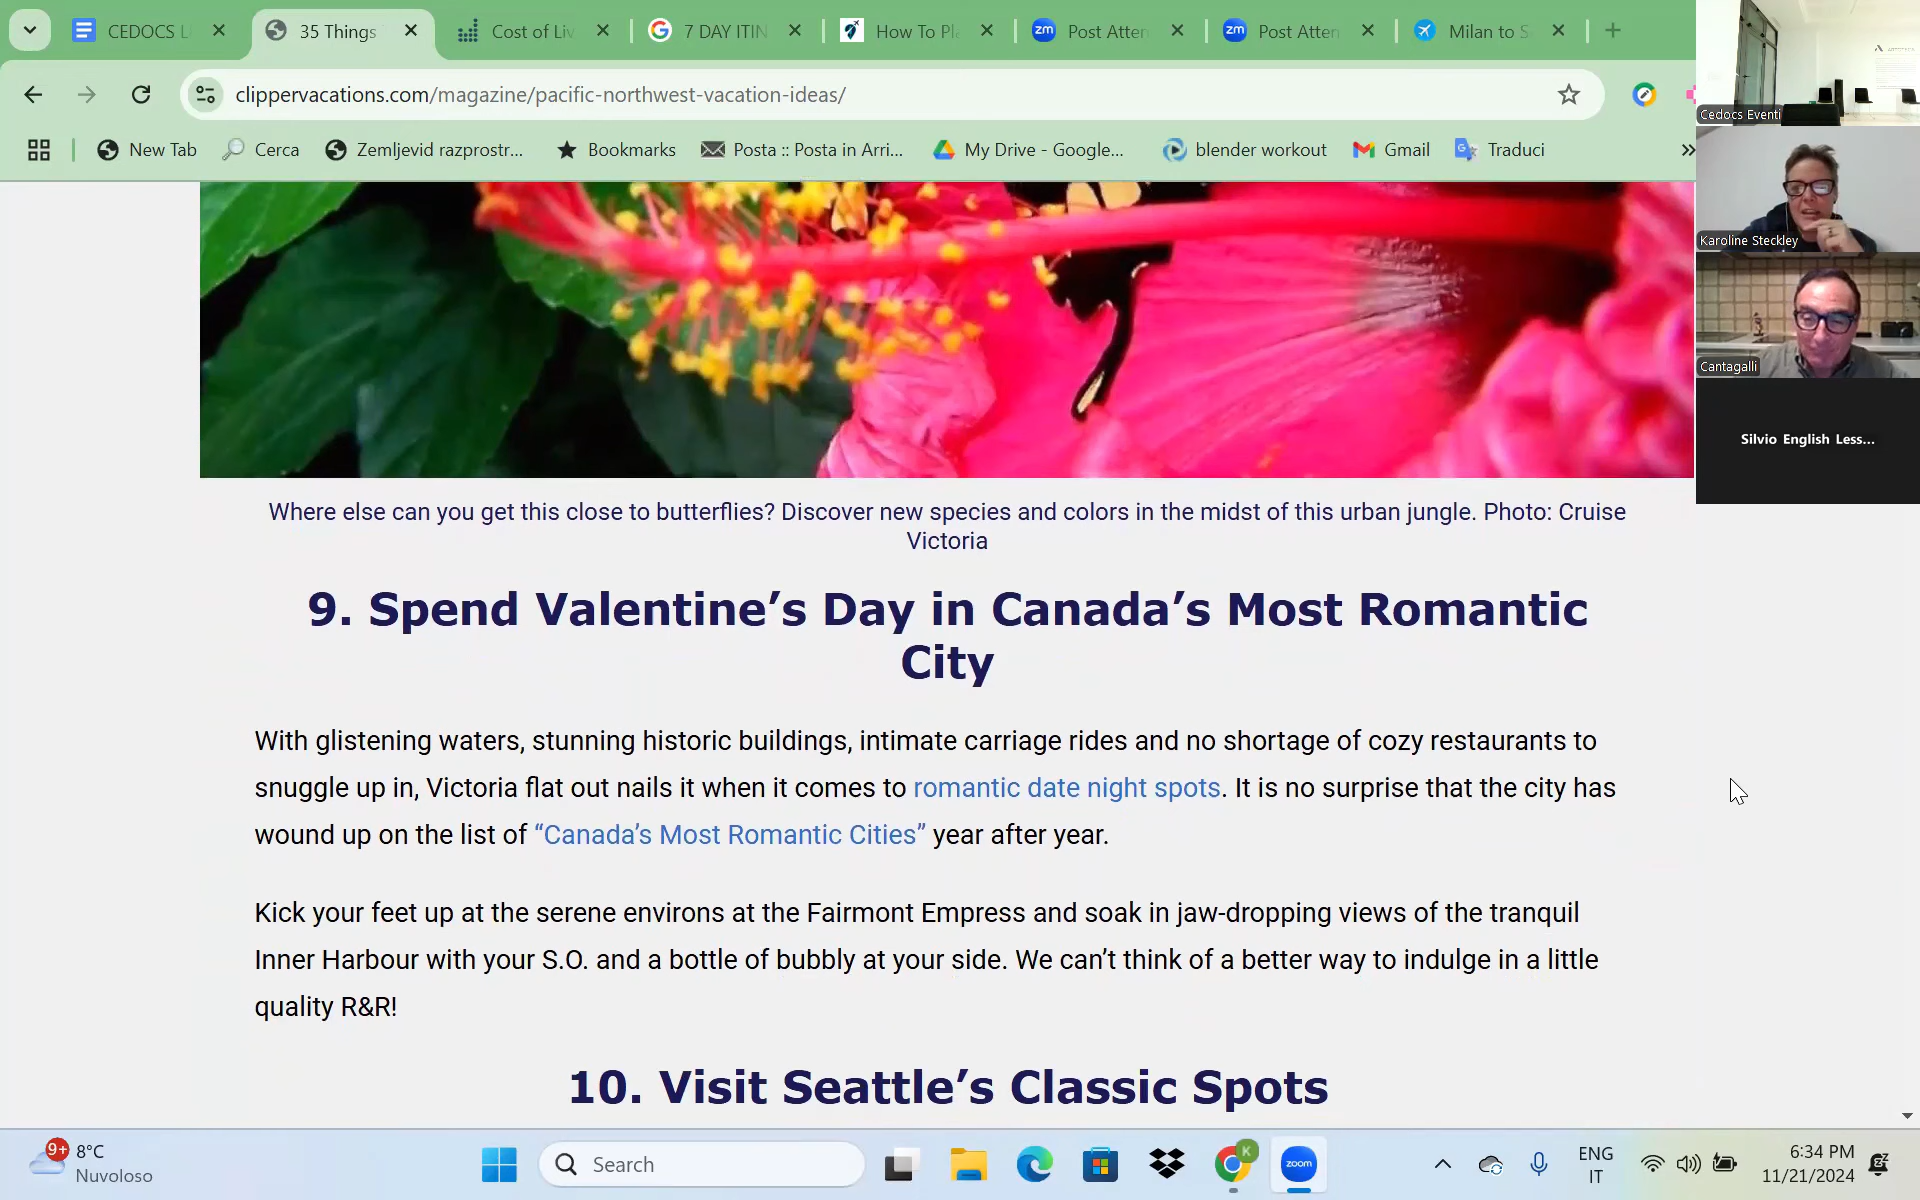 CEDOCS L
35 Things
Cost of Liv
7 DAY ITIN
How To Pla
Post Atten
Post Atten
Milan to S
clippervacations.com/magazine/pacific-northwest-vacation-ideas/
New Tab
Cerca
Zemljevid razprostr...
Bookmarks
Posta :: Posta in Arri...
My Drive - Google...
blender workout
Gmail
Traduci
Cedocs Eventi
Karoline Steckley
Cantagalli
Silvio English Less...
Where else can you get this close to butterflies? Discover new species and colors in the midst of this urban jungle. Photo: Cruise
Victoria
9. Spend Valentine’s Day in Canada’s Most Romantic
City
With glistening waters, stunning historic buildings, intimate carriage rides and no shortage of cozy restaurants to
snuggle up in, Victoria flat out nails it when it comes to romantic date night spots. It is no surprise that the city has
wound up on the list of “Canada’s Most Romantic Cities” year after year.
Kick your feet up at the serene environs at the Fairmont Empress and soak in jaw-dropping views of the tranquil
Inner Harbour with your S.O. and a bottle of bubbly at your side. We can’t think of a better way to indulge in a little
quality R&R!
10. Visit Seattle’s Classic Spots
9+
8°C
Nuvoloso
Search
K
zoom
ENG
IT
6:34 PM
11/21/2024